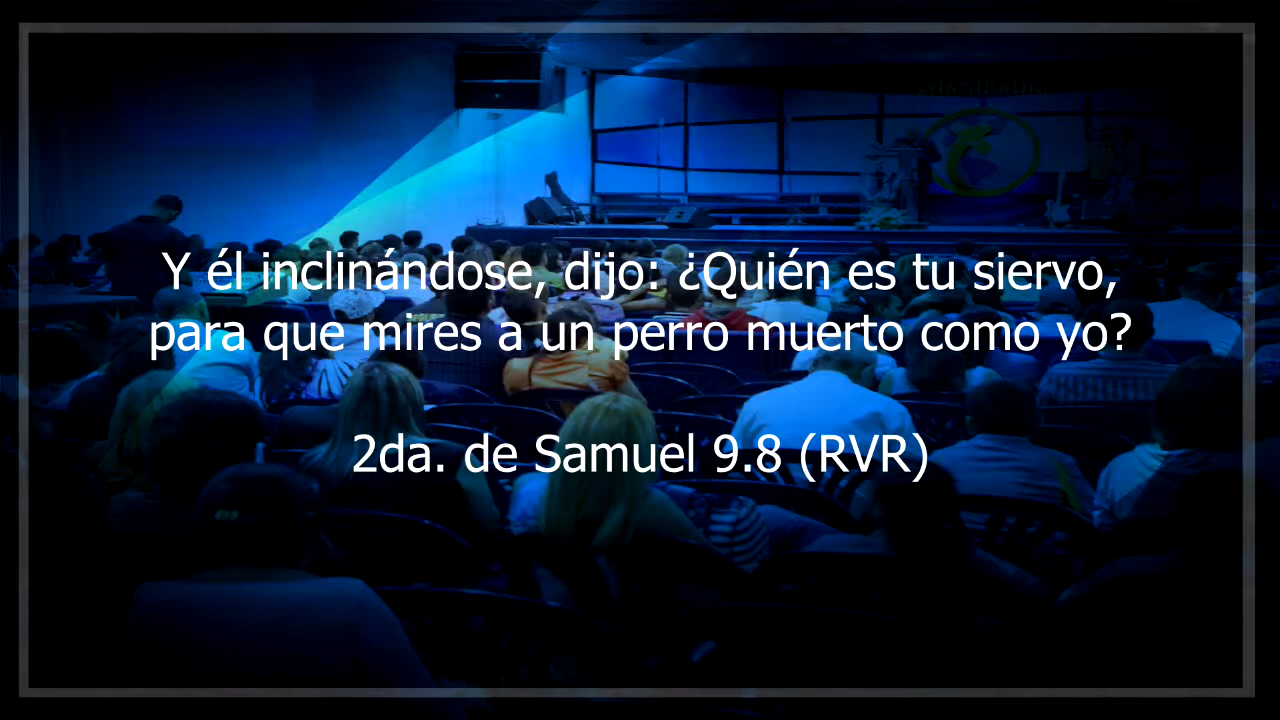 Y él inclinándose, dijo: ¿Quién es tu siervo,
para que mires a un perro muerto como yo?
2da. de Samuel 9.8 (RVR)